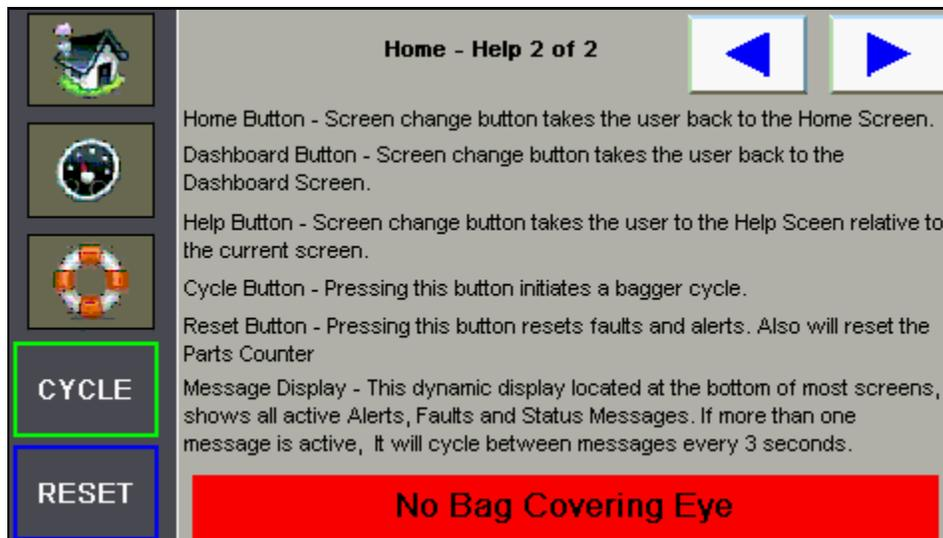 Home - Help 2 of 2
Home Button - Screen change button takes the user back to the Home Screen.
Dashboard Button - Screen change button takes the user back to the
Dashboard Screen.
Help Button - Screen change button takes the user to the Help Sceen relative to
the current screen.
Cycle Button - Pressing this button initiates a bagger cycle.
Reset Button - Pressing this button resets faults and alerts. Also will reset the
Parts Counter
Message Display - This dynamic display located at the bottom of most screens,
shows all active Alerts, Faults and Status Messages. If more than one
message is active, It will cycle between messages every 3 seconds.
CYCLE
RESET
No Bag Covering Eye